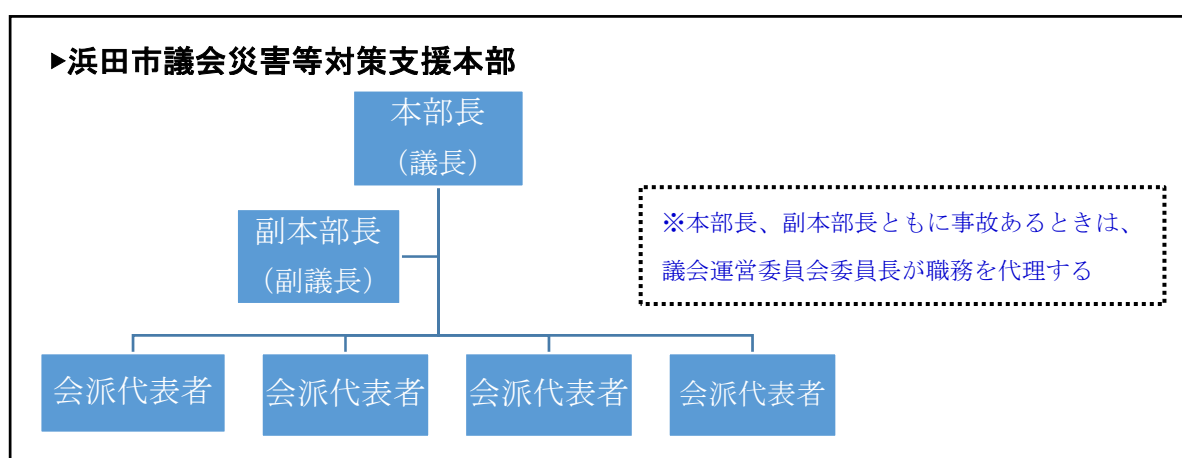 ▶浜田市議会災害等対策支援本部
本部長
（議長）
副本部長
（副議長）
※本部長、副本部長ともに事故あるときは、
議会運営委員会委員長が職務を代理する
会派代表者
会派代表者
会派代表者
会派代表者